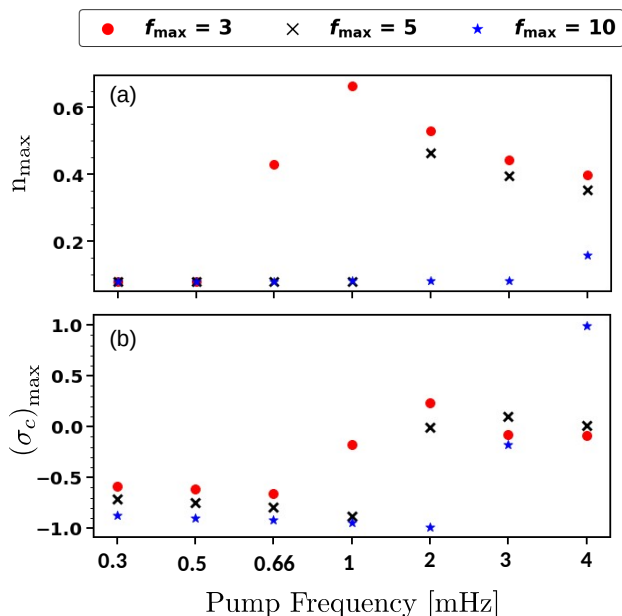 f_max = 3 f_max = 5 f_max = 10
(a)
n_max
0.6
0.4
0.2
(b)
(σ_c)_max
1.0
0.5
0.0
−0.5
−1.0
0.3 0.5 0.66 1 2 3 4
Pump Frequency [mHz]